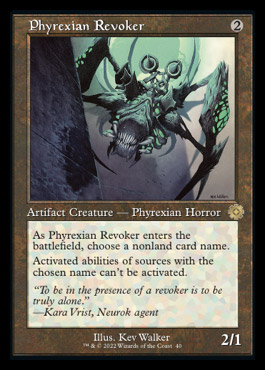 Phyrexian Revoker 2
Artifact Creature — Phyrexian Horror
As Phyrexian Revoker enters the
battlefield, choose a nonland card name.
Activated abilities of sources with the
chosen name can't be activated.
"To be in the presence of a revoker is to be
truly alone."
—Kara Vrist, Neurok agent
Illus. Kev Walker
™ & © 2022 Wizards of the Coast 40
2/1